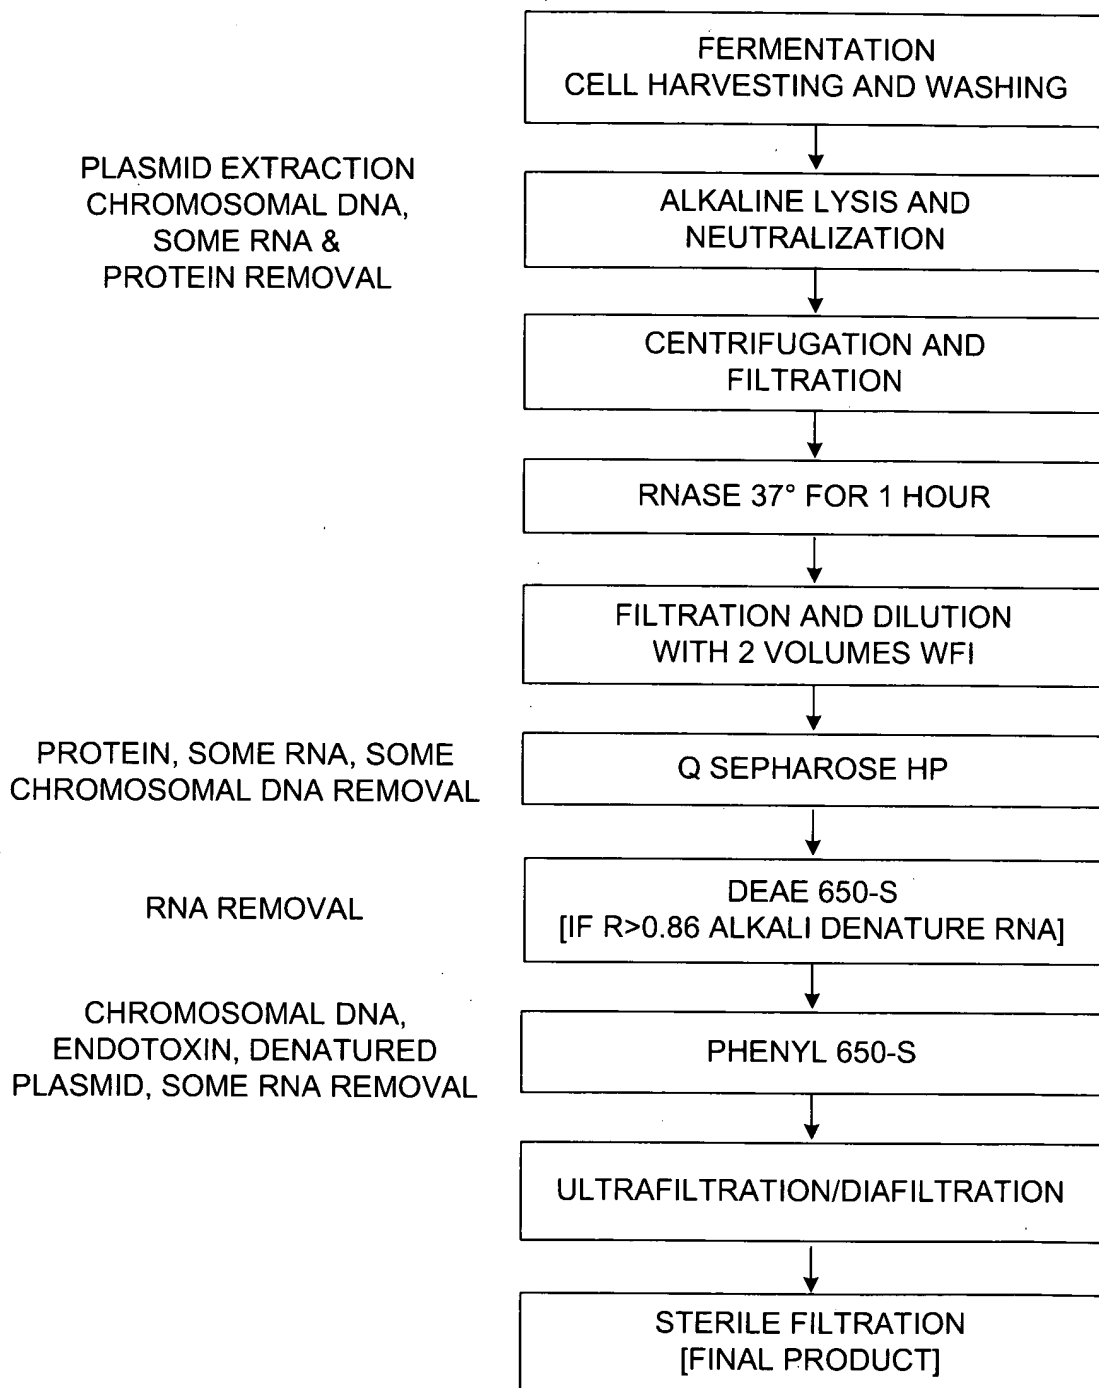 FERMENTATION
CELL HARVESTING AND WASHING
PLASMID EXTRACTION
CHROMOSOMAL DNA,
SOME RNA &
PROTEIN REMOVAL
ALKALINE LYSIS AND
NEUTRALIZATION
CENTRIFUGATION AND
FILTRATION
RNASE 37° FOR 1 HOUR
FILTRATION AND DILUTION
WITH 2 VOLUMES WFI
PROTEIN, SOME RNA, SOME
CHROMOSOMAL DNA REMOVAL
Q SEPHAROSE HP
RNA REMOVAL
DEAE 650-S
[IF R>0.86 ALKALI DENATURE RNA]
CHROMOSOMAL DNA,
ENDOTOXIN, DENATURED
PLASMID, SOME RNA REMOVAL
PHENYL 650-S
ULTRAFILTRATION/DIAFILTRATION
STERILE FILTRATION
[FINAL PRODUCT]